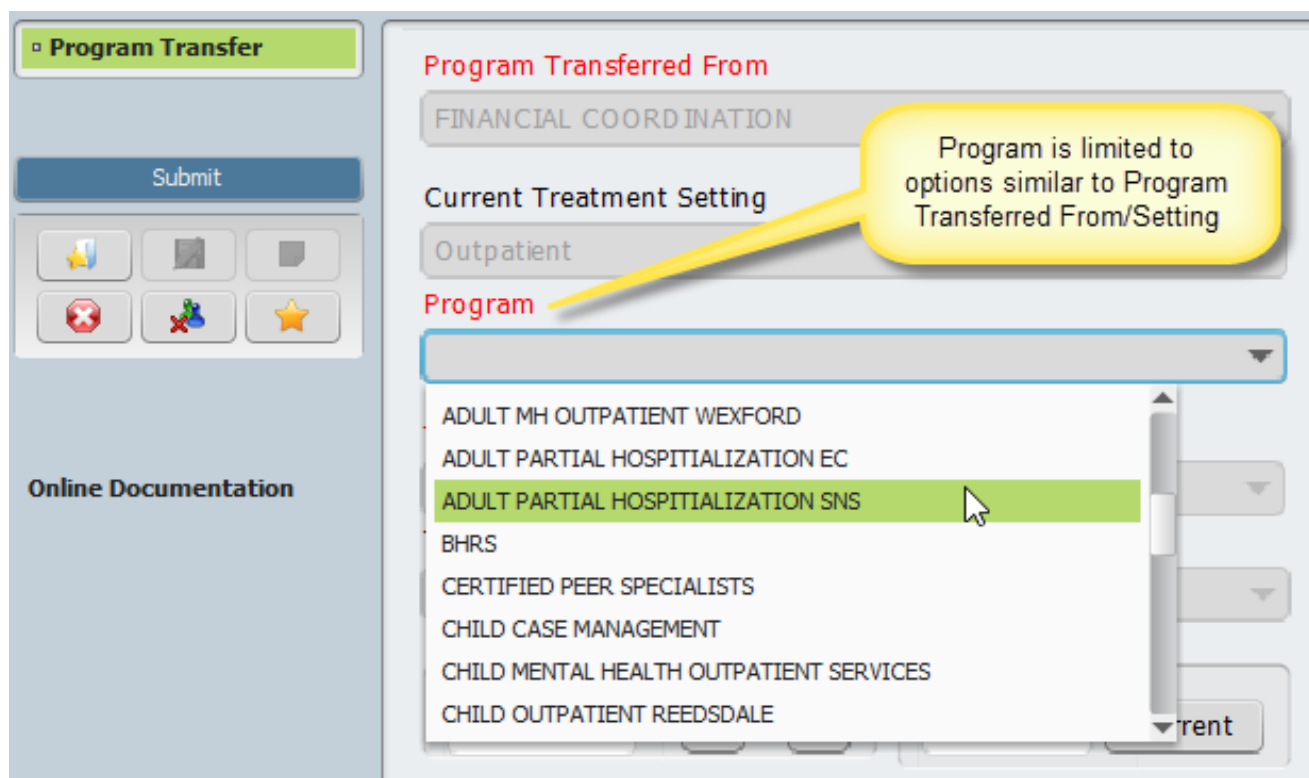 Program Transfer
Submit
Online Documentation
Program Transferred From
FINANCIAL COORDINATION
Current Treatment Setting
Outpatient
Program
Program is limited to
options similar to Program
Transferred From/Setting
ADULT MH OUTPATIENT WEXFORD
ADULT PARTIAL HOSPITIALIZATION EC
ADULT PARTIAL HOSPITIALIZATION SNS
BHRS
CERTIFIED PEER SPECIALISTS
CHILD CASE MANAGEMENT
CHILD MENTAL HEALTH OUTPATIENT SERVICES
CHILD OUTPATIENT REEDSDALE